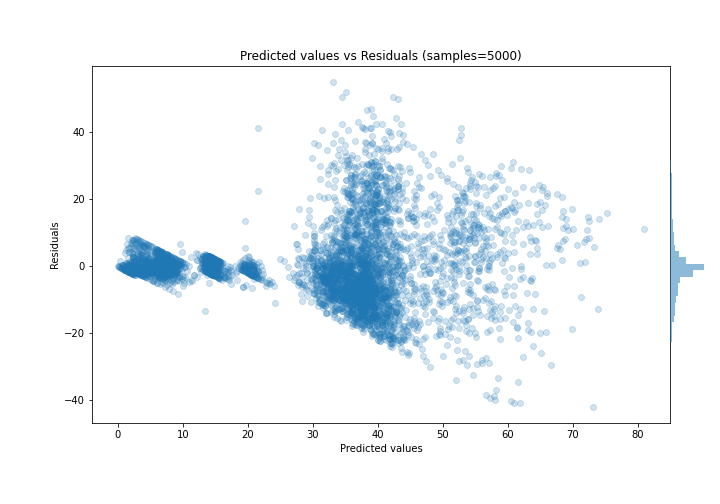 Predicted values vs Residuals (samples=5000)
40
20
0
−20
−40
Residuals
0 10 20 30 40 50 60 70 80
Predicted values